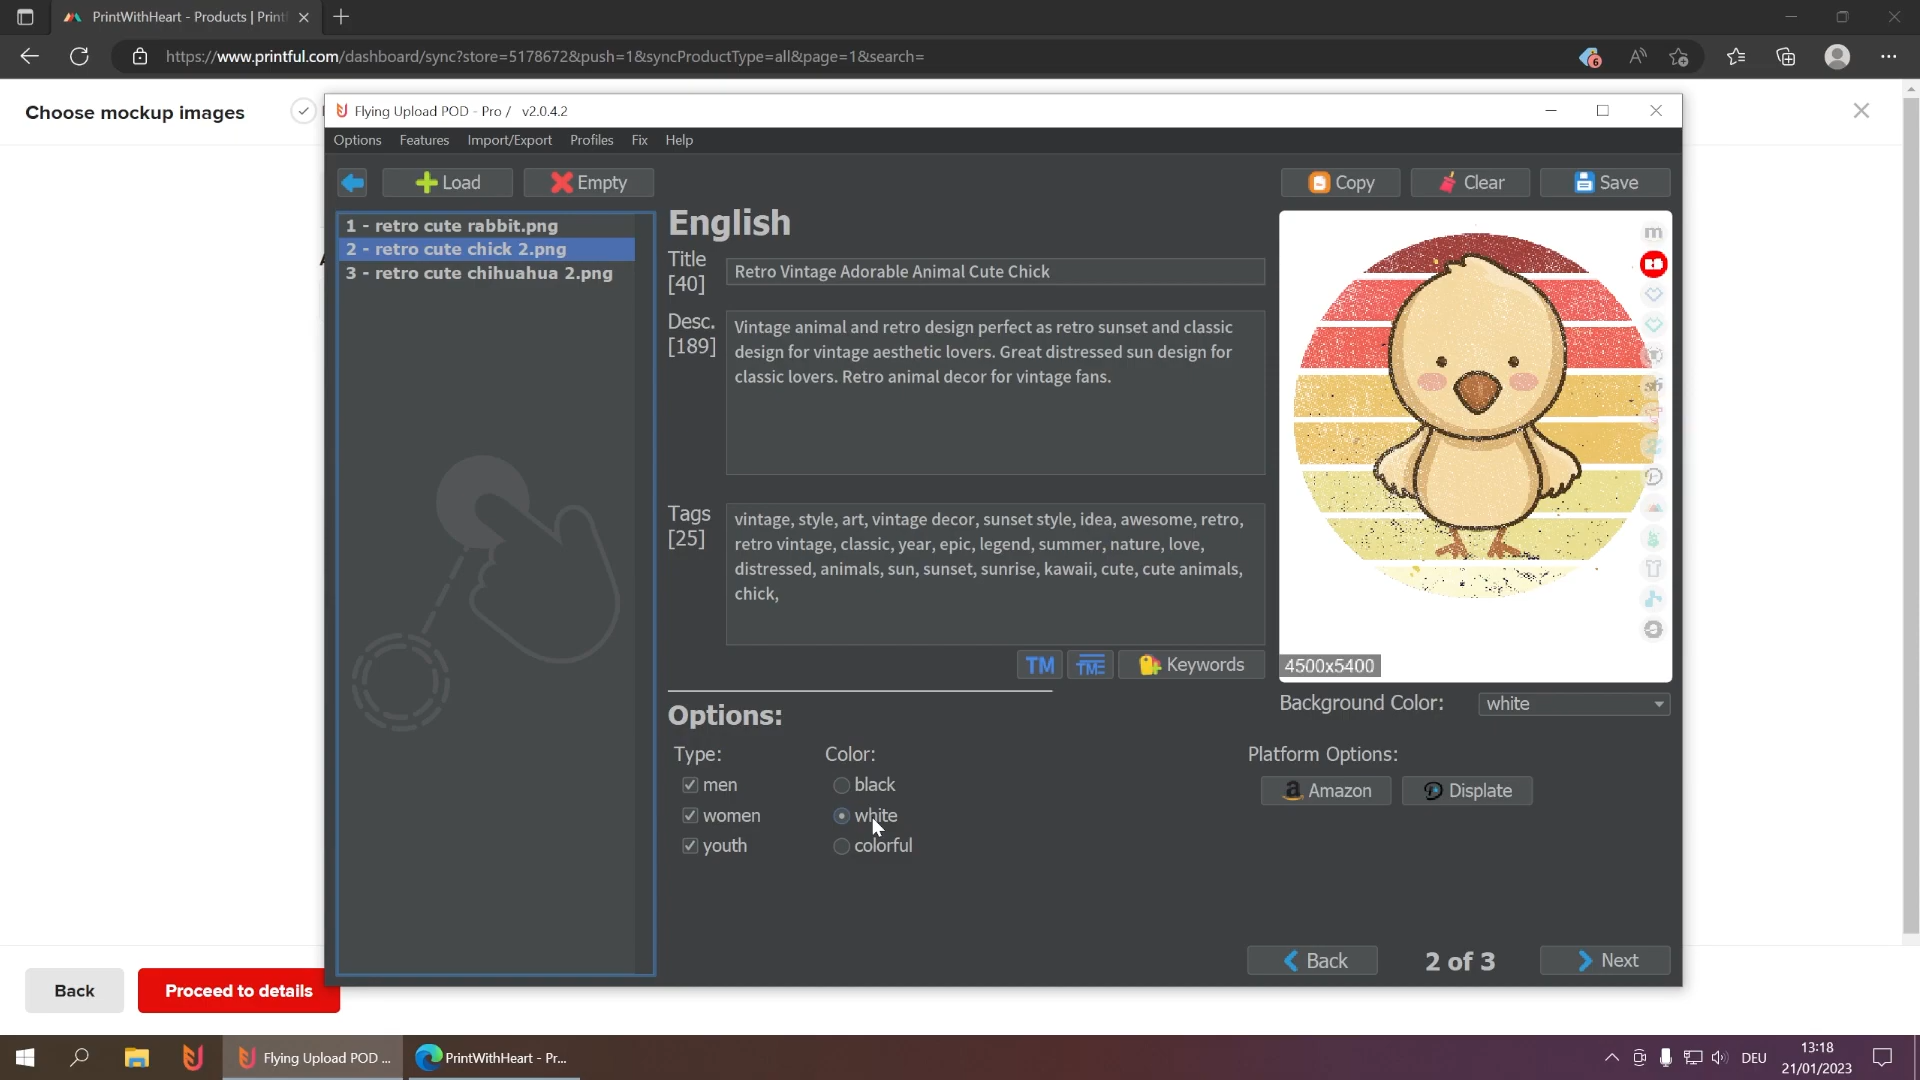 PrintWithHeart - Products | Print
https://www.printful.com/dashboard/sync?store=5178672&push=1&syncProductType=all&page=1&search=
6
Choose mockup images
Flying Upload POD - Pro / v2.0.4.2
Options Features Import/Export Profiles Fix Help
Load
Empty
Copy
Clear
Save
1 - retro cute rabbit.png
2 - retro cute chick 2.png
3 - retro cute chihuahua 2.png
English
Title
[40]
Retro Vintage Adorable Animal Cute Chick
Desc.
[189]
Vintage animal and retro design perfect as retro sunset and classic
design for vintage aesthetic lovers. Great distressed sun design for
classic lovers. Retro animal decor for vintage fans.
Tags
[25]
vintage, style, art, vintage decor, sunset style, idea, awesome, retro,
retro vintage, classic, year, epic, legend, summer, nature, love,
distressed, animals, sun, sunset, sunrise, kawaii, cute, cute animals,
chick,
TM
TM
Keywords
4500x5400
Background Color:
white
Options:
Type:
men
women
youth
Color:
black
white
colorful
Platform Options:
Amazon
Displate
Back
2 of 3
Next
Back
Proceed to details
Flying Upload POD ...
PrintWithHeart - Pr...
DEU
13:18
21/01/2023